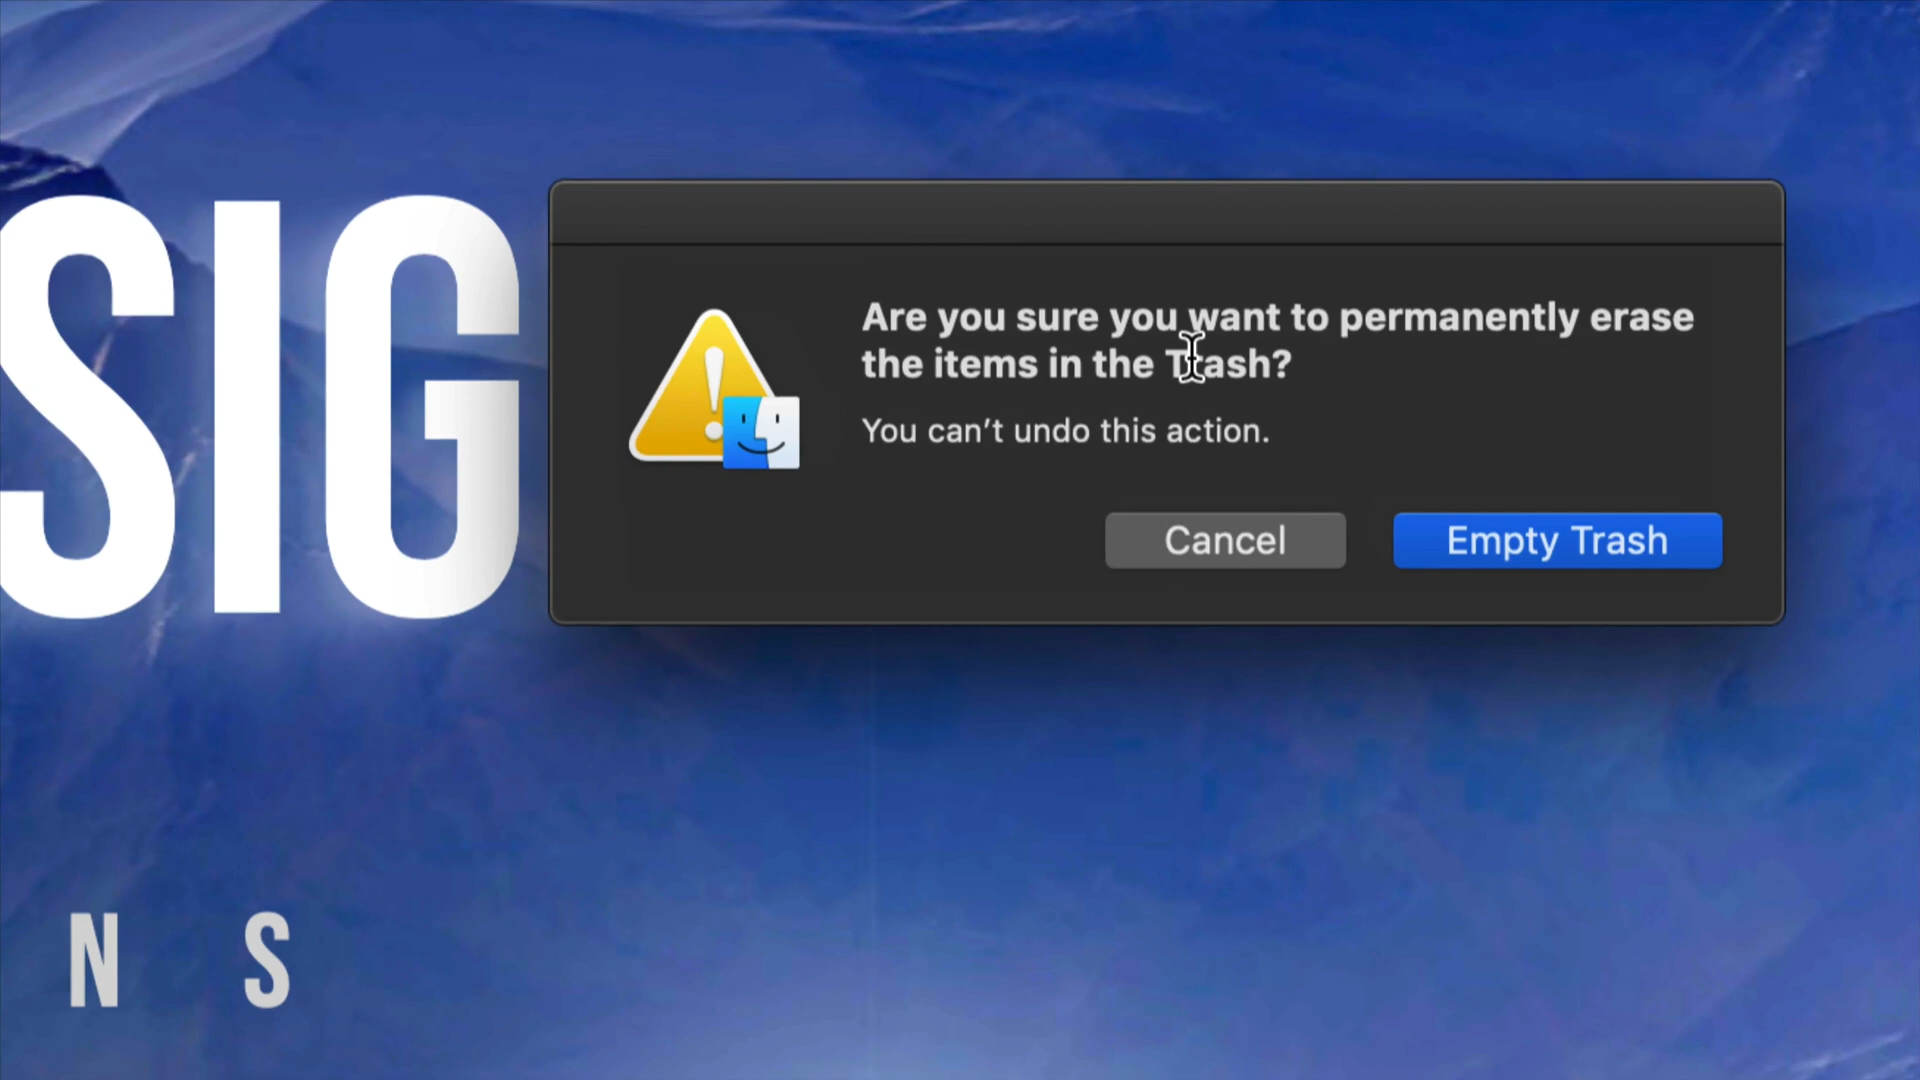 SIG
Are you sure you want to permanently erase
the items in the Trash?
You can’t undo this action.
Cancel
Empty Trash
N S